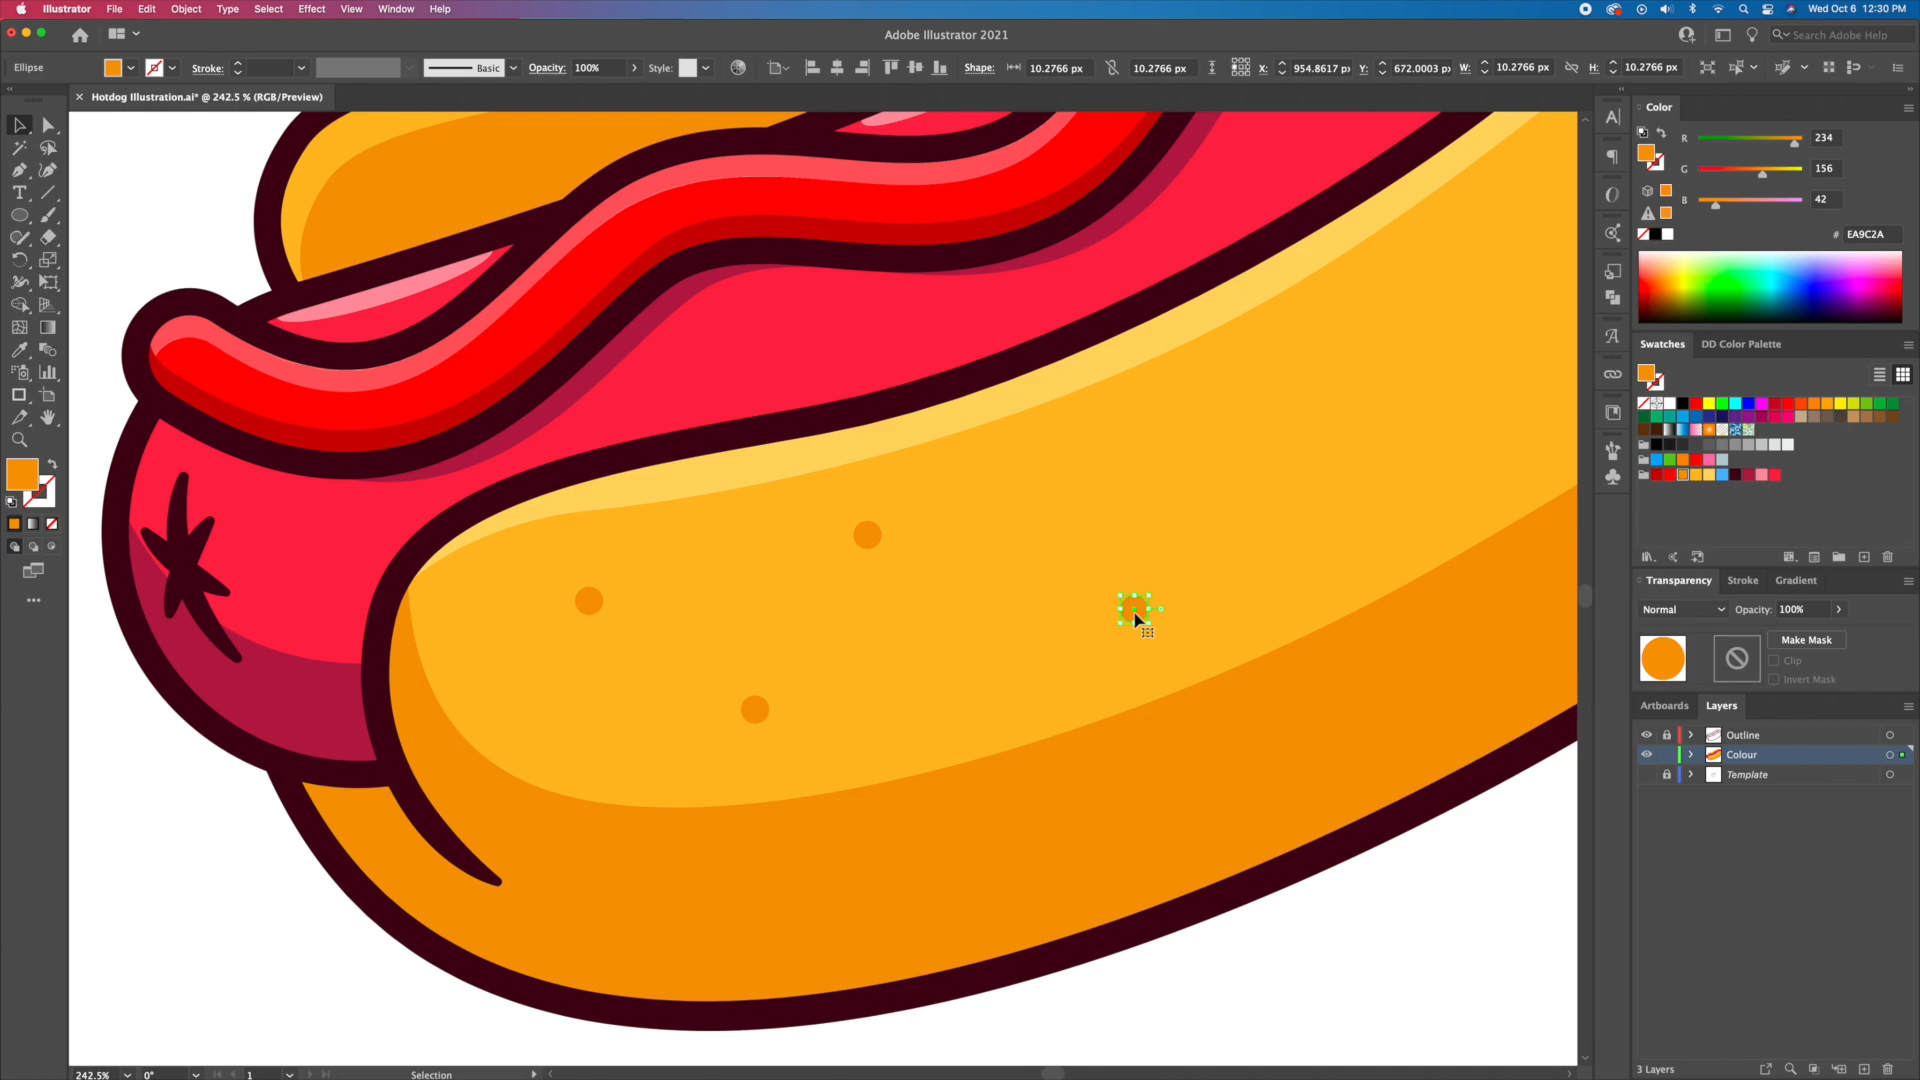 Illustrator File Edit Object Type Select Effect View Window Help
Wed Oct 6 12:30 PM
Adobe Illustrator 2021
Search Adobe Help
Ellipse Stroke: Basic Opacity: 100% Style: Shape: 10.2766 px 10.2766 px X: 954.8617 px Y: 672.0003 px W: 10.2766 px H: 10.2766 px
Hotdog Illustration.ai* @ 242.5 % (RGB/Preview)
Color
R 234
G 156
B 42
# EA9C2A
Swatches DD Color Palette
Transparency Stroke Gradient
Normal Opacity: 100%
Make Mask
Clip
Invert Mask
Artboards Layers
Outline
Colour
Template
3 Layers
242.5% 0° 1 Selection